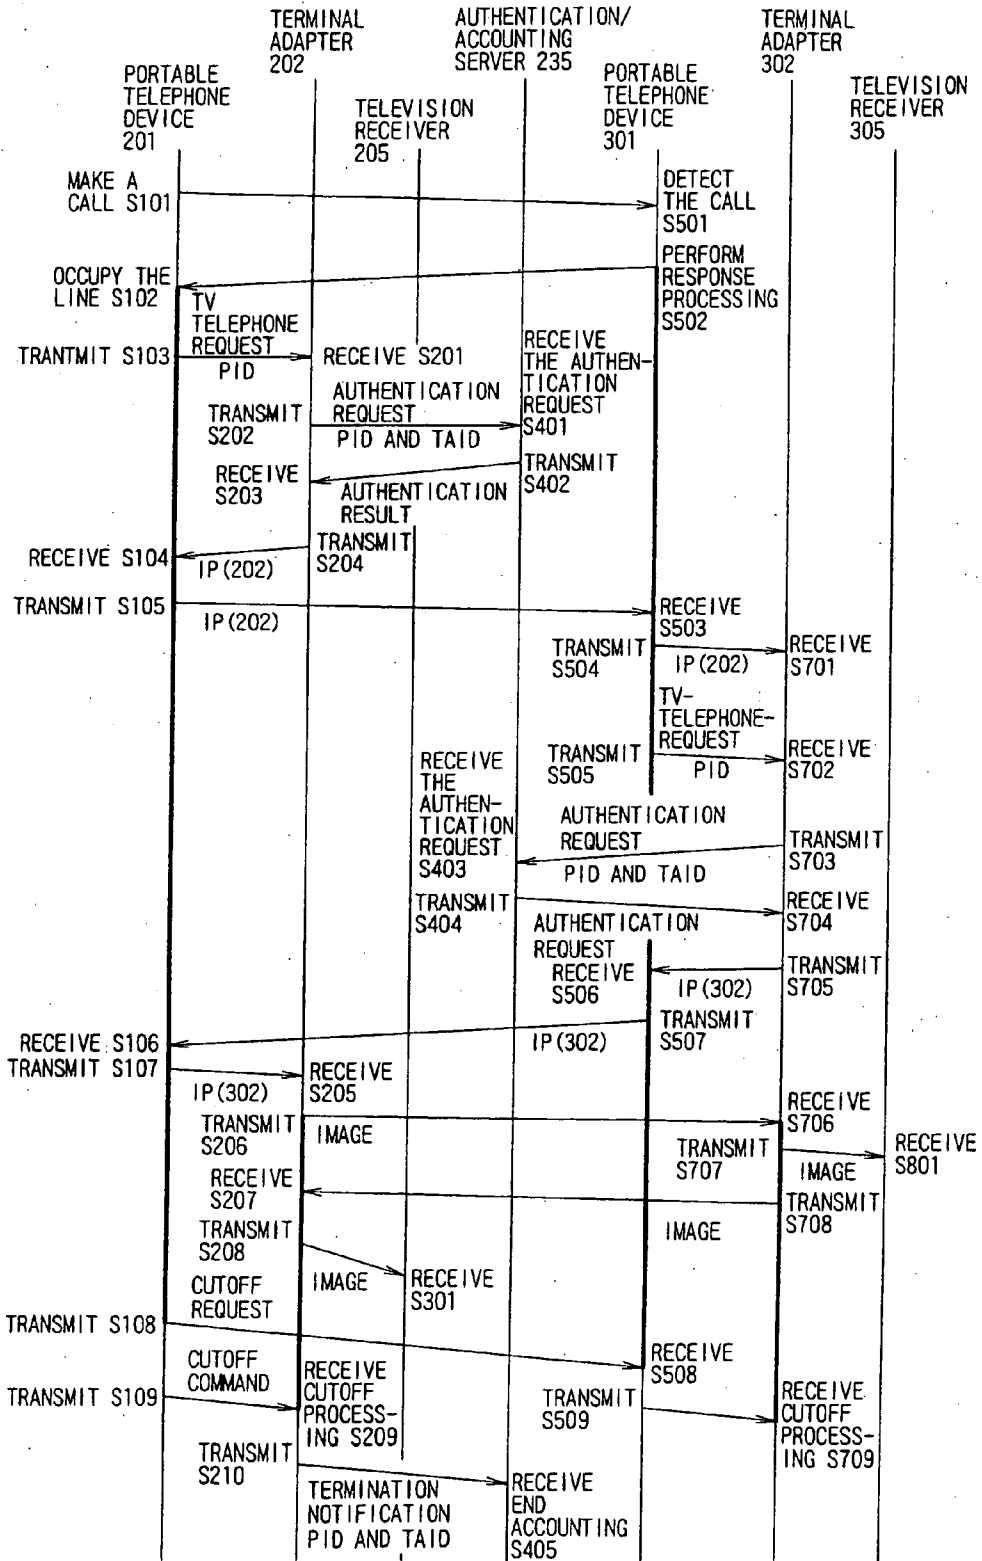 TERMINAL
ADAPTER
202
AUTHENTICATION/
ACCOUNTING
SERVER 235
TERMINAL
ADAPTER
302
PORTABLE
TELEPHONE
DEVICE
201
TELEVISION
RECEIVER
205
PORTABLE
TELEPHONE
DEVICE
301
TELEVISION
RECEIVER
305
MAKE A
CALL S101
DETECT
THE CALL
S501
OCCUPY THE
LINE S102
PERFORM
RESPONSE
PROCESSING
S502
TV
TELEPHONE
REQUEST
PID
TRANTMIT S103
RECEIVE S201
RECEIVE
THE AUTHEN-
TICATION
REQUEST
S401
TRANSMIT
S202
AUTHENTICATION
REQUEST
PID AND TAID
RECEIVE
S203
TRANSMIT
S402
AUTHENTICATION
RESULT
RECEIVE S104
TRANSMIT
S204
IP(202)
TRANSMIT S105
IP(202)
RECEIVE
S503
TRANSMIT
S504
IP(202)
RECEIVE
S701
TV-
TELEPHONE-
REQUEST
PID
TRANSMIT
S505
RECEIVE
S702
RECEIVE
THE
AUTHEN-
TICATION
REQUEST
S403
AUTHENTICATION
REQUEST
PID AND TAID
TRANSMIT
S703
TRANSMIT
S404
RECEIVE
S704
AUTHENTICATION
REQUEST
RECEIVE
S506
IP(302)
TRANSMIT
S705
RECEIVE S106
IP(302)
TRANSMIT
S507
TRANSMIT S107
IP(302)
RECEIVE
S205
TRANSMIT
S206
IMAGE
RECEIVE
S706
TRANSMIT
S707
IMAGE
RECEIVE
S801
RECEIVE
S207
IMAGE
TRANSMIT
S708
TRANSMIT
S208
IMAGE
RECEIVE
S301
CUTOFF
REQUEST
TRANSMIT S108
RECEIVE
S508
CUTOFF
COMMAND
TRANSMIT S109
RECEIVE
CUTOFF
PROCESS-
ING S209
TRANSMIT
S509
RECEIVE
CUTOFF
PROCESS-
ING S709
TRANSMIT
S210
TERMINATION
NOTIFICATION
PID AND TAID
RECEIVE
END
ACCOUNTING
S405